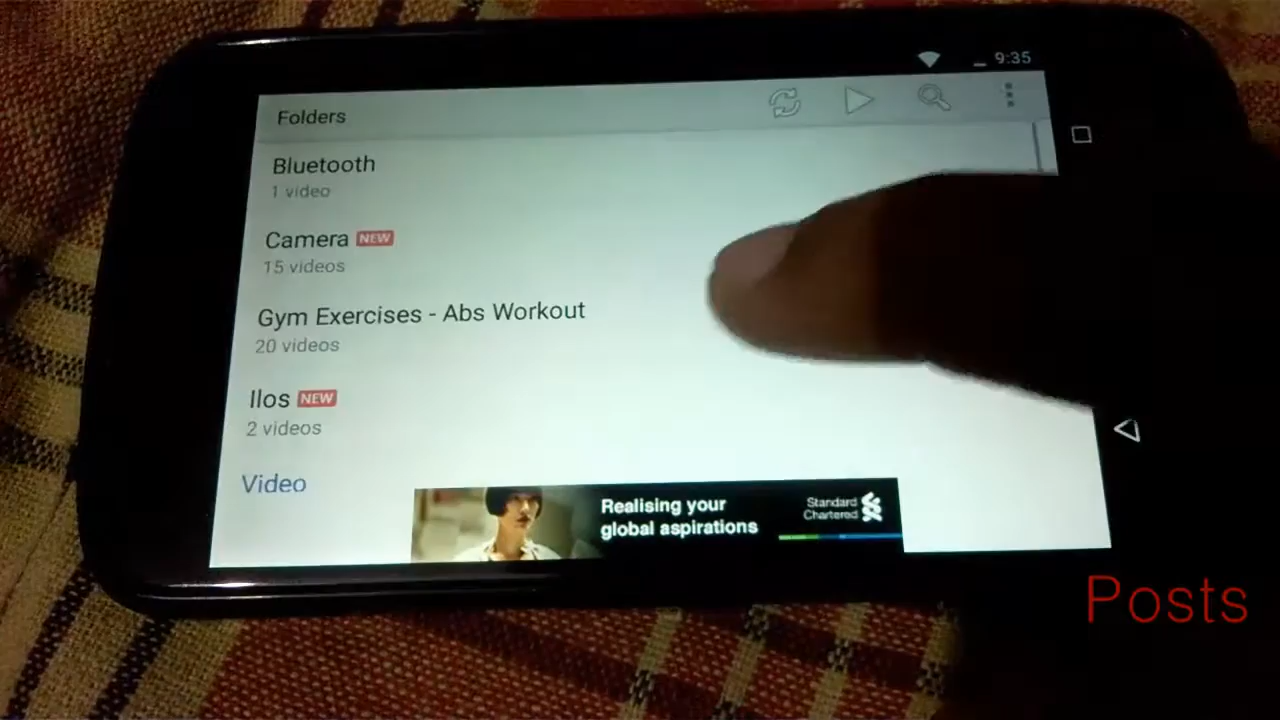 9:35
Folders
Bluetooth
1 video
Camera NEW
15 videos
Gym Exercises - Abs Workout
20 videos
Ilos NEW
2 videos
Video
Realising your
global aspirations
Standard
Chartered
Posts